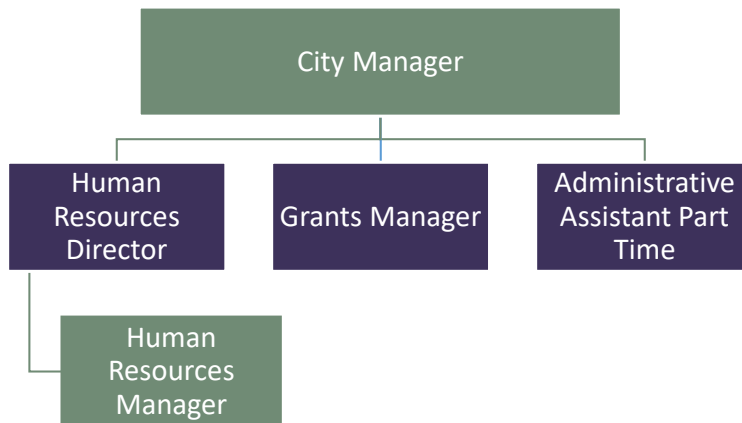 City Manager
Human
Resources
Director
Grants Manager
Administrative
Assistant Part
Time
Human
Resources
Manager